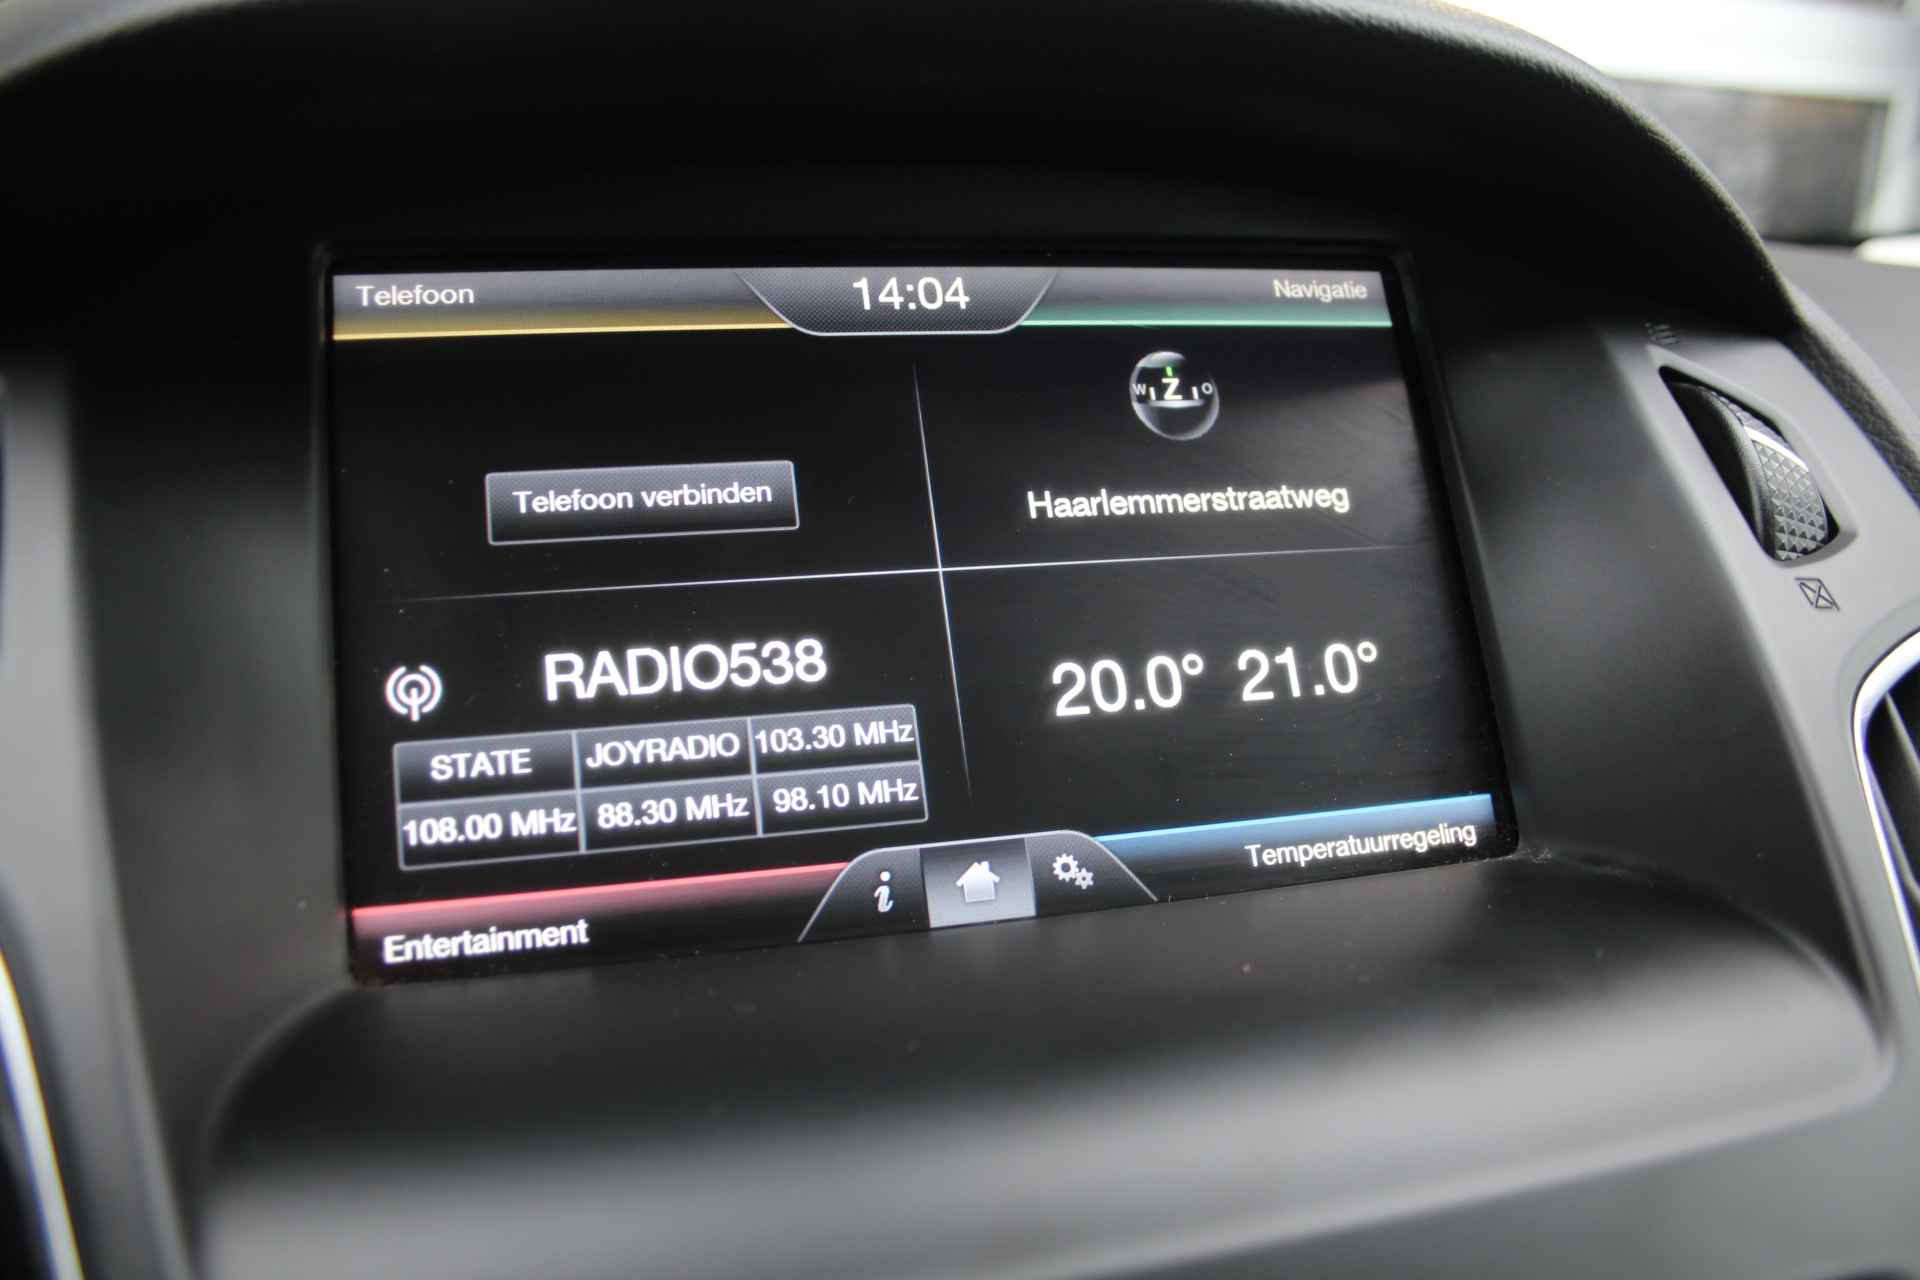 Telefoon
14:04
Navigatie
W I Z I O
Telefoon verbinden
Haarlemmerstraatweg
RADIO538
20.0° 21.0°
STATE JOYRADIO 103.30 MHz
108.00 MHz 88.30 MHz 98.10 MHz
Entertainment
i
Temperatuurregeling